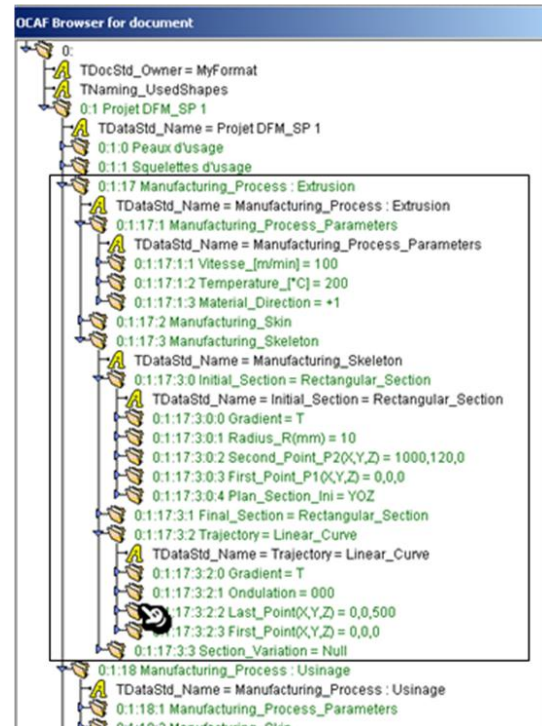 OCAF Browser for document
0:
TDocStd_Owner = MyFormat
TNaming_UsedShapes
0:1 Projet DFM_SP 1
TDataStd_Name = Projet DFM_SP 1
0:1:0 Peaux d'usage
0:1:1 Squelettes d'usage
0:1:17 Manufacturing_Process : Extrusion
TDataStd_Name = Manufacturing_Process : Extrusion
0:1:17:1 Manufacturing_Process_Parameters
TDataStd_Name = Manufacturing_Process_Parameters
0:1:17:1:1 Vitesse_[m/min] = 100
0:1:17:1:2 Temperature_[°C] = 200
0:1:17:1:3 Material_Direction = +1
0:1:17:2 Manufacturing_Skin
0:1:17:3 Manufacturing_Skeleton
TDataStd_Name = Manufacturing_Skeleton
0:1:17:3:0 Initial_Section = Rectangular_Section
TDataStd_Name = Initial_Section = Rectangular_Section
0:1:17:3:0:0 Gradient = T
0:1:17:3:0:1 Radius_R(mm) = 10
0:1:17:3:0:2 Second_Point_P2(X,Y,Z) = 1000,120,0
0:1:17:3:0:3 First_Point_P1(X,Y,Z) = 0,0,0
0:1:17:3:0:4 Plan_Section_Ini = YOZ
0:1:17:3:1 Final_Section = Rectangular_Section
0:1:17:3:2 Trajectory = Linear_Curve
TDataStd_Name = Trajectory = Linear_Curve
0:1:17:3:2:0 Gradient = T
0:1:17:3:2:1 Ondulation = 000
:17:3:2:2 Last_Point(X,Y,Z) = 0,0,500
:17:3:2:3 First_Point(X,Y,Z) = 0,0,0
0:1:17:3:3 Section_Variation = Null
0:1:18 Manufacturing_Process : Usinage
TDataStd_Name = Manufacturing_Process : Usinage
0:1:18:1 Manufacturing_Process_Parameters